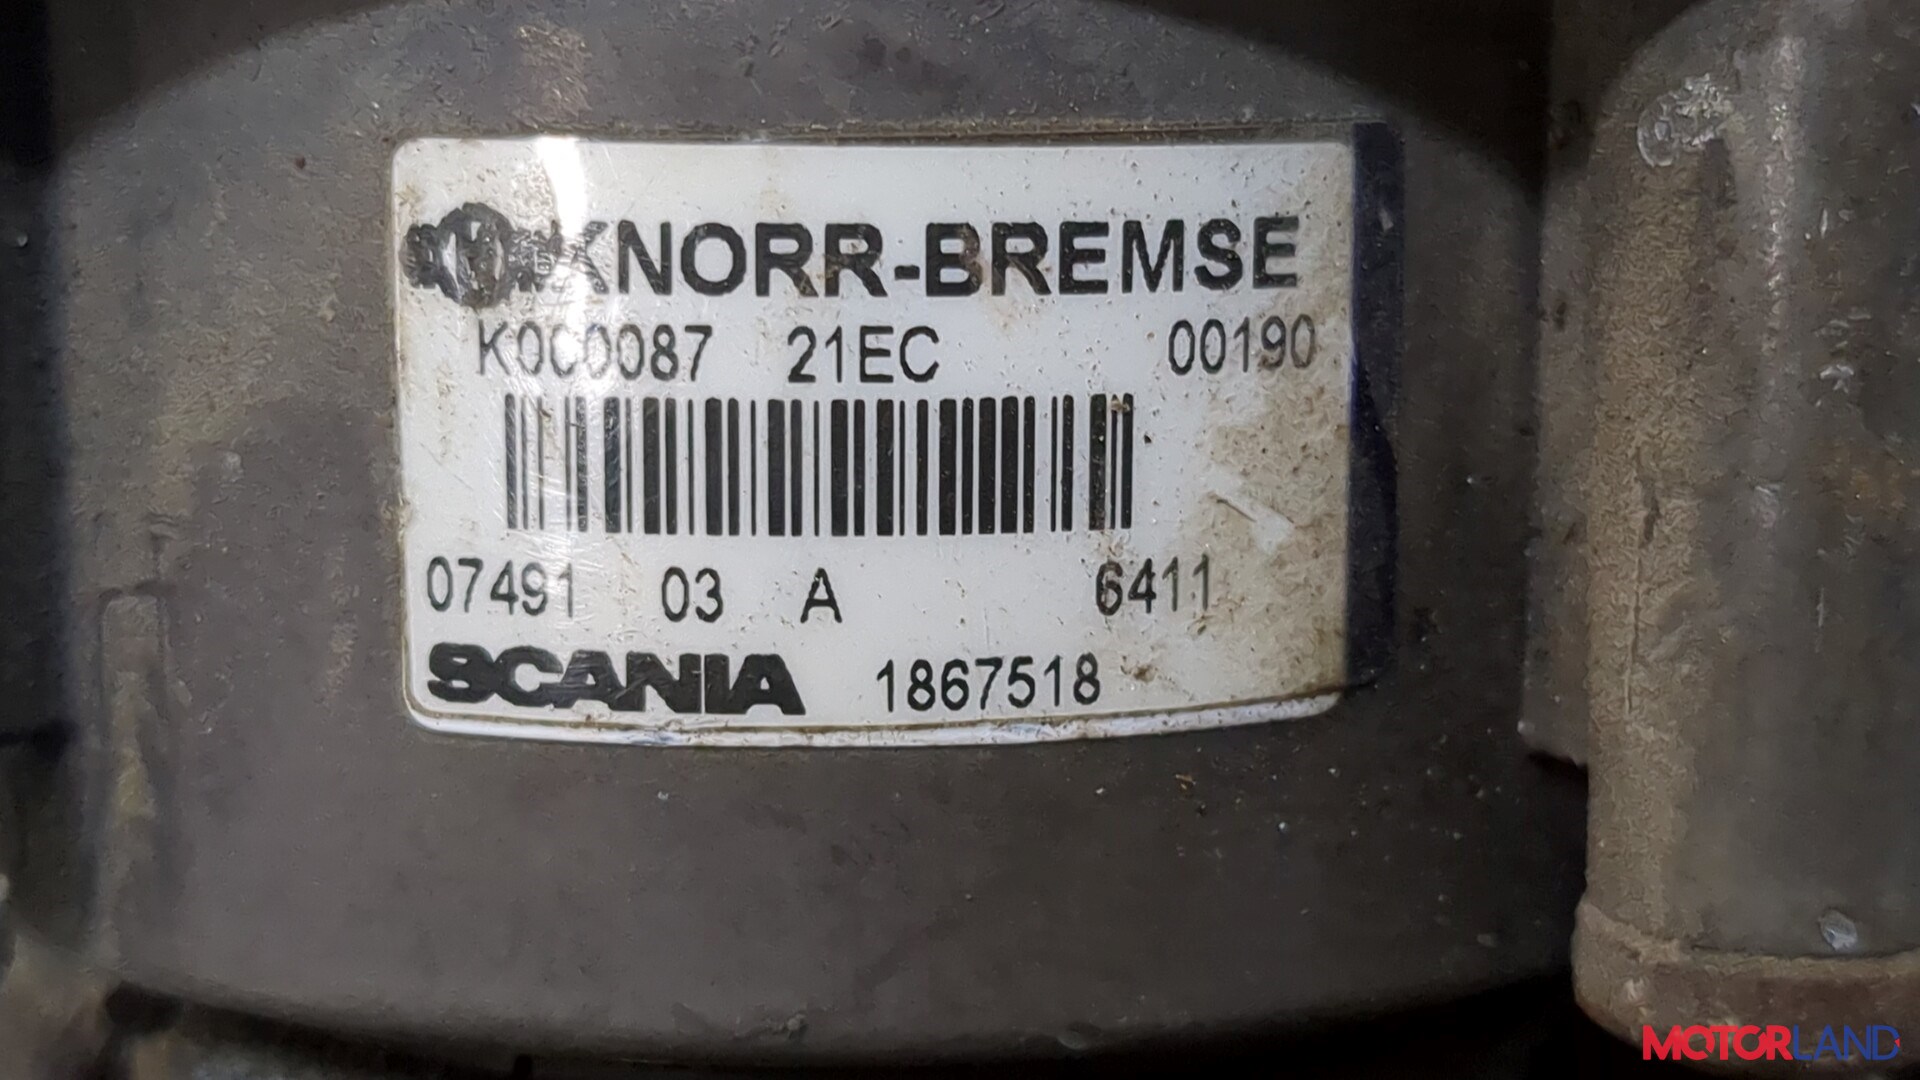 KNORR-BREMSE
K000087 21EC 00190
07491 03 A 6411
SCANIA 1867518
MOTORLAND